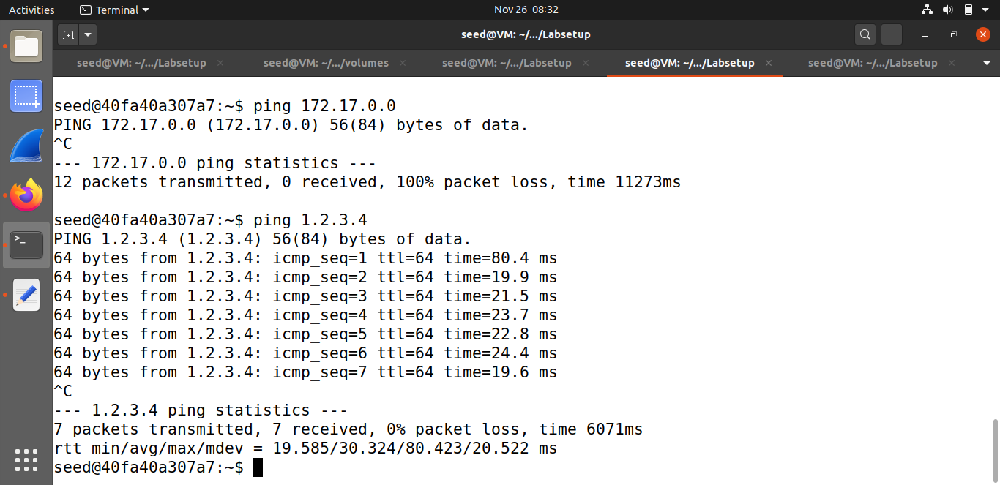 Activities
Terminal
Nov 26 08:32
seed@VM: ~/.../Labsetup
seed@VM: ~/.../Labsetup
seed@VM: ~/.../volumes
seed@VM: ~/.../Labsetup
seed@VM: ~/.../Labsetup
seed@VM: ~/.../Labsetup
seed@40fa40a307a7:~$ ping 172.17.0.0
PING 172.17.0.0 (172.17.0.0) 56(84) bytes of data.
^C
--- 172.17.0.0 ping statistics ---
12 packets transmitted, 0 received, 100% packet loss, time 11273ms
seed@40fa40a307a7:~$ ping 1.2.3.4
PING 1.2.3.4 (1.2.3.4) 56(84) bytes of data.
64 bytes from 1.2.3.4: icmp_seq=1 ttl=64 time=80.4 ms
64 bytes from 1.2.3.4: icmp_seq=2 ttl=64 time=19.9 ms
64 bytes from 1.2.3.4: icmp_seq=3 ttl=64 time=21.5 ms
64 bytes from 1.2.3.4: icmp_seq=4 ttl=64 time=23.7 ms
64 bytes from 1.2.3.4: icmp_seq=5 ttl=64 time=22.8 ms
64 bytes from 1.2.3.4: icmp_seq=6 ttl=64 time=24.4 ms
64 bytes from 1.2.3.4: icmp_seq=7 ttl=64 time=19.6 ms
^C
--- 1.2.3.4 ping statistics ---
7 packets transmitted, 7 received, 0% packet loss, time 6071ms
rtt min/avg/max/mdev = 19.585/30.324/80.423/20.522 ms
seed@40fa40a307a7:~$